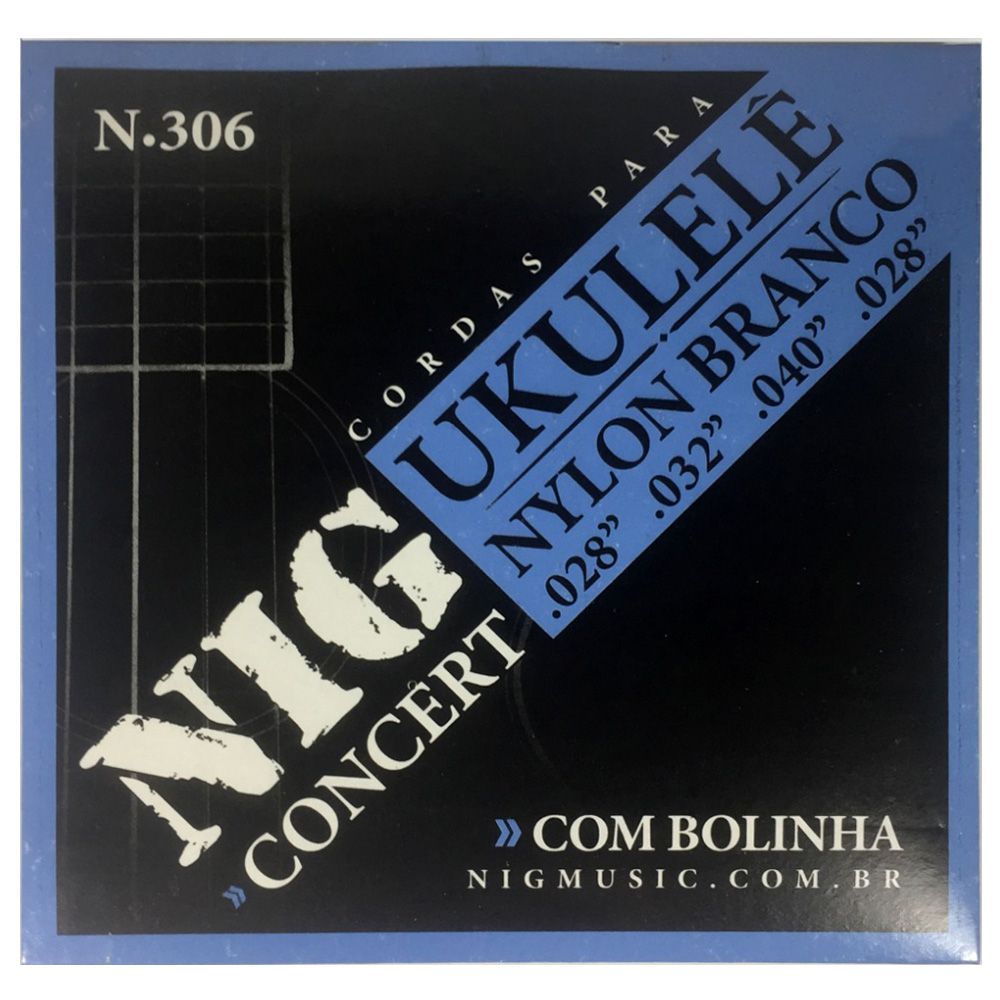 N.306
CORDAS PARA
UKULELÊ
NYLON BRANCO
.028” .032” .040” .028”
NIG
» CONCERT
» COM BOLINHA
NIGMUSIC.COM.BR